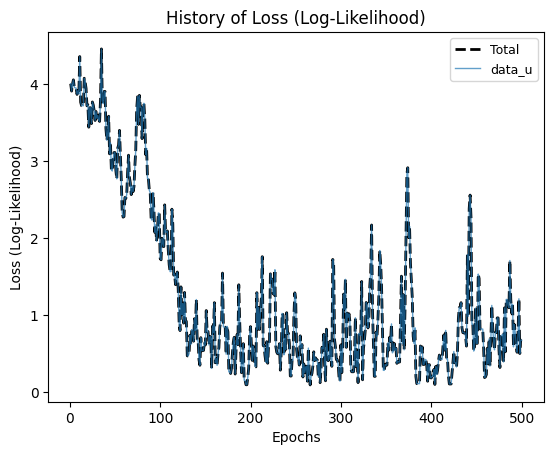 History of Loss (Log-Likelihood)
Total
data_u
Loss (Log-Likelihood)
4
3
2
1
0
0 100 200 300 400 500
Epochs